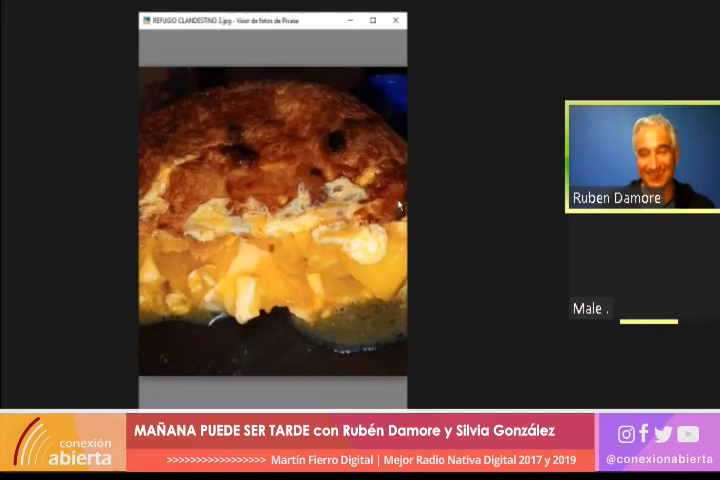 REFUGIO CLANDESTINO 3.jpg - Visor de fotos de Picasa
Ruben Damore
Male .
conexión
abierta
MAÑANA PUEDE SER TARDE con Rubén Damore y Silvia González
>>>>>>>>>>>>>>>>> Martín Fierro Digital | Mejor Radio Nativa Digital 2017 y 2019
@conexionabierta